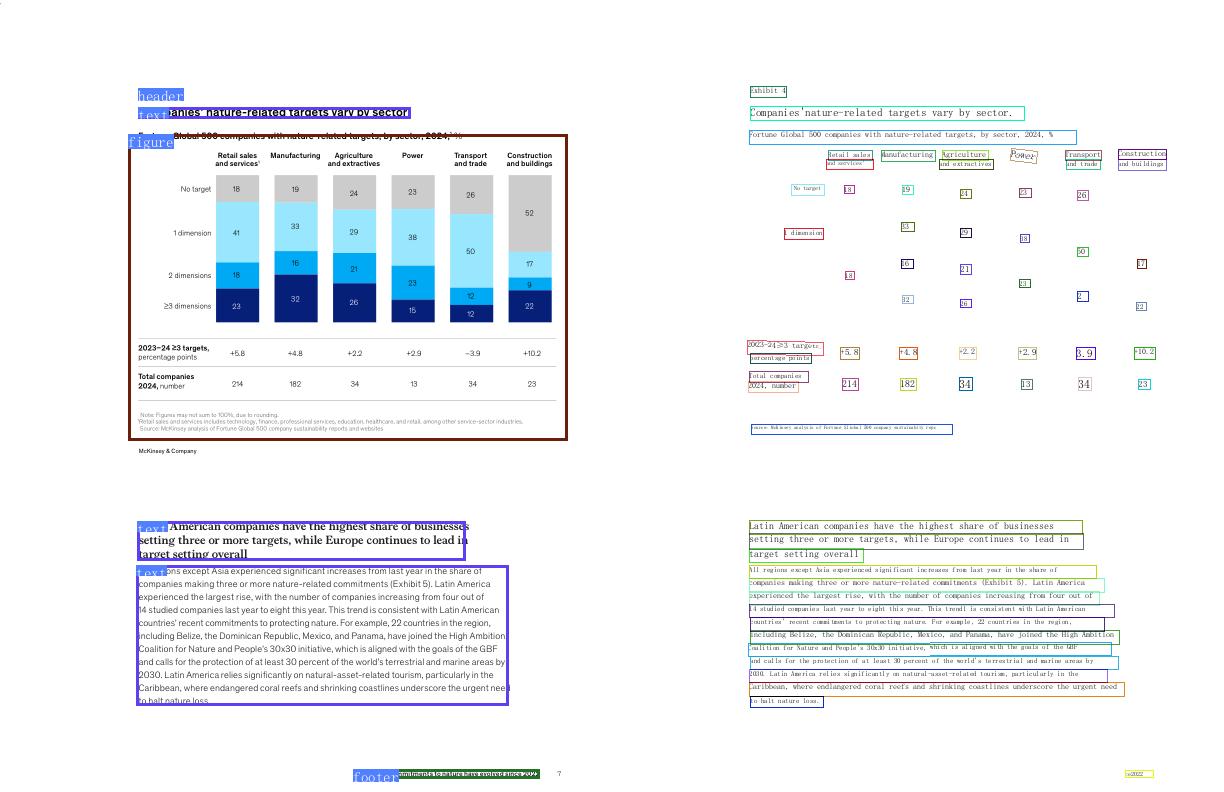 header
text
anies' nature-related targets vary by sector
Global 500 companies with nature-related targets, by sector, 2024, %
figure
Retail sales and services¹ Manufacturing Agriculture and extractives Power Transport and trade Construction and buildings
No target 18 19 24 23 26 52
1 dimension 41 33 29 38 50 17
2 dimensions 18 16 21 23 12 9
≥3 dimensions 23 32 26 15 12 22
2023–24 ≥3 targets, percentage points +5.8 +4.8 +2.2 +2.9 −3.9 +10.2
Total companies 2024, number 214 182 34 13 34 23
Note: Figures may not sum to 100%, due to rounding.
¹Retail sales and services includes technology, finance, professional services, education, healthcare, and retail, among other service-sector industries.
Source: McKinsey analysis of Fortune Global 500 company sustainability reports and websites
McKinsey & Company
text
American companies have the highest share of businesses
setting three or more targets, while Europe continues to lead in
target setting overall
text
ons except Asia experienced significant increases from last year in the share of
companies making three or more nature-related commitments (Exhibit 5). Latin America
experienced the largest rise, with the number of companies increasing from four out of
14 studied companies last year to eight this year. This trend is consistent with Latin American
countries' recent commitments to protecting nature. For example, 22 countries in the region,
including Belize, the Dominican Republic, Mexico, and Panama, have joined the High Ambition
Coalition for Nature and People's 30x30 initiative, which is aligned with the goals of the GBF
and calls for the protection of at least 30 percent of the world's terrestrial and marine areas by
2030. Latin America relies significantly on natural-asset-related tourism, particularly in the
Caribbean, where endangered coral reefs and shrinking coastlines underscore the urgent need
to halt nature loss.
footer
mmitments to nature have evolved since 2022
7
Exhibit 4
Companies'nature-related targets vary by sector.
Fortune Global 500 companies with nature-related targets, by sector, 2024, %
Retail sales Manufacturing Agriculture Power Transport Construction
and services' and extractives and trade and buildings
No target 18 19 24 23 26
33
1 dimension 29 38 50
16 17
18 21 23
32 26 2 22
2023-24≥3 targets, +5.8 +4.8 +2.2 +2.9 3.9 +10.2
percentage points
Total companies 214 182 34 13 34 23
2024, number
Source: McKinsey analysis of Fortune Global 500 company sustainability repo
Latin American companies have the highest share of businesses
setting three or more targets, while Europe continues to lead in
target setting overall
All regions except Asia experienced significant increases from last year in the share of
companies making three or more nature-related commitments (Exhibit 5). Latin America
experienced the largest rise, with the number of companies increasing from four out of
14 studied companies last year to eight this year. This trendl is consistent with Latin American
countries' recent commitments to protecting nature. For example, 22 countries in the region,
including Belize, the Dominican Republic, Mexico, and Panama, have joined the High Ambition
Coalition for Nature and People's 30x30 initiative, which is aligned with the goals of the GBF
and calls for the protection of at least 30 percent of the world's terrestrial and marine areas by
2030. Latin America relies significantly on natural-asset-related tourism, particularly in the
Caribbean, where endangered coral reefs and shrinking coastlines underscore the urgent need
to halt nature loss.